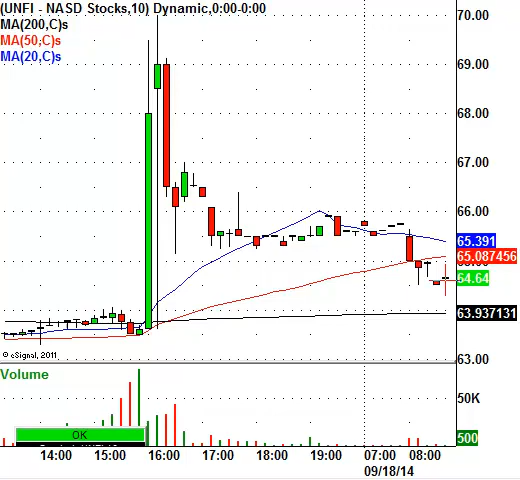 (UNFI - NASD Stocks,10) Dynamic,0:00-0:00
MA(200,C)s
MA(50,C)s
MA(20,C)s
70.00
69.00
68.00
67.00
66.00
65.391
65.087456
64.64
63.937131
63.00
© eSignal, 2011
Volume
50K
500
OK
14:00 15:00 16:00 17:00 18:00 19:00 07:00 08:00
09/18/14